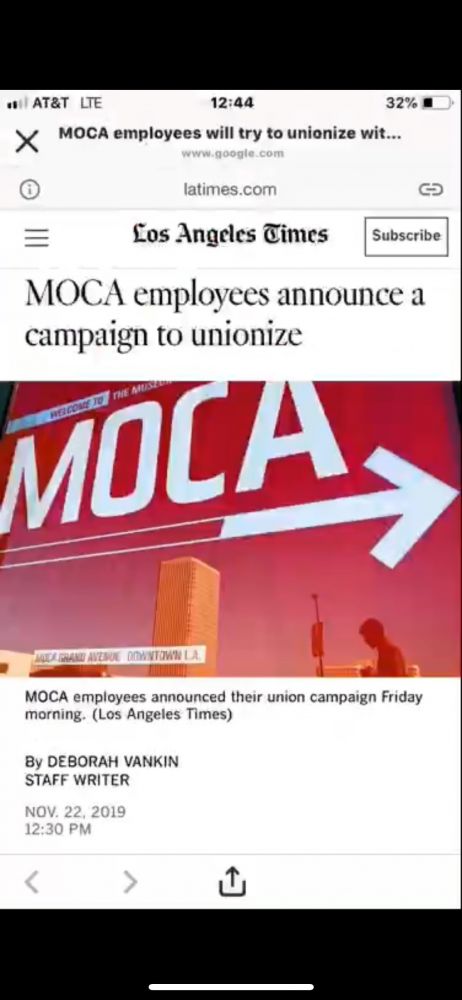 AT&T LTE 12:44 32%
MOCA employees will try to unionize wit...
www.google.com
latimes.com
Los Angeles Times
Subscribe
MOCA employees announce a
campaign to unionize
WELCOME TO THE MUSEU
MOCA
MOCA GRAND AVENUE DOWNTOWN L.A.
MOCA employees announced their union campaign Friday
morning. (Los Angeles Times)
By DEBORAH VANKIN
STAFF WRITER
NOV. 22, 2019
12:30 PM